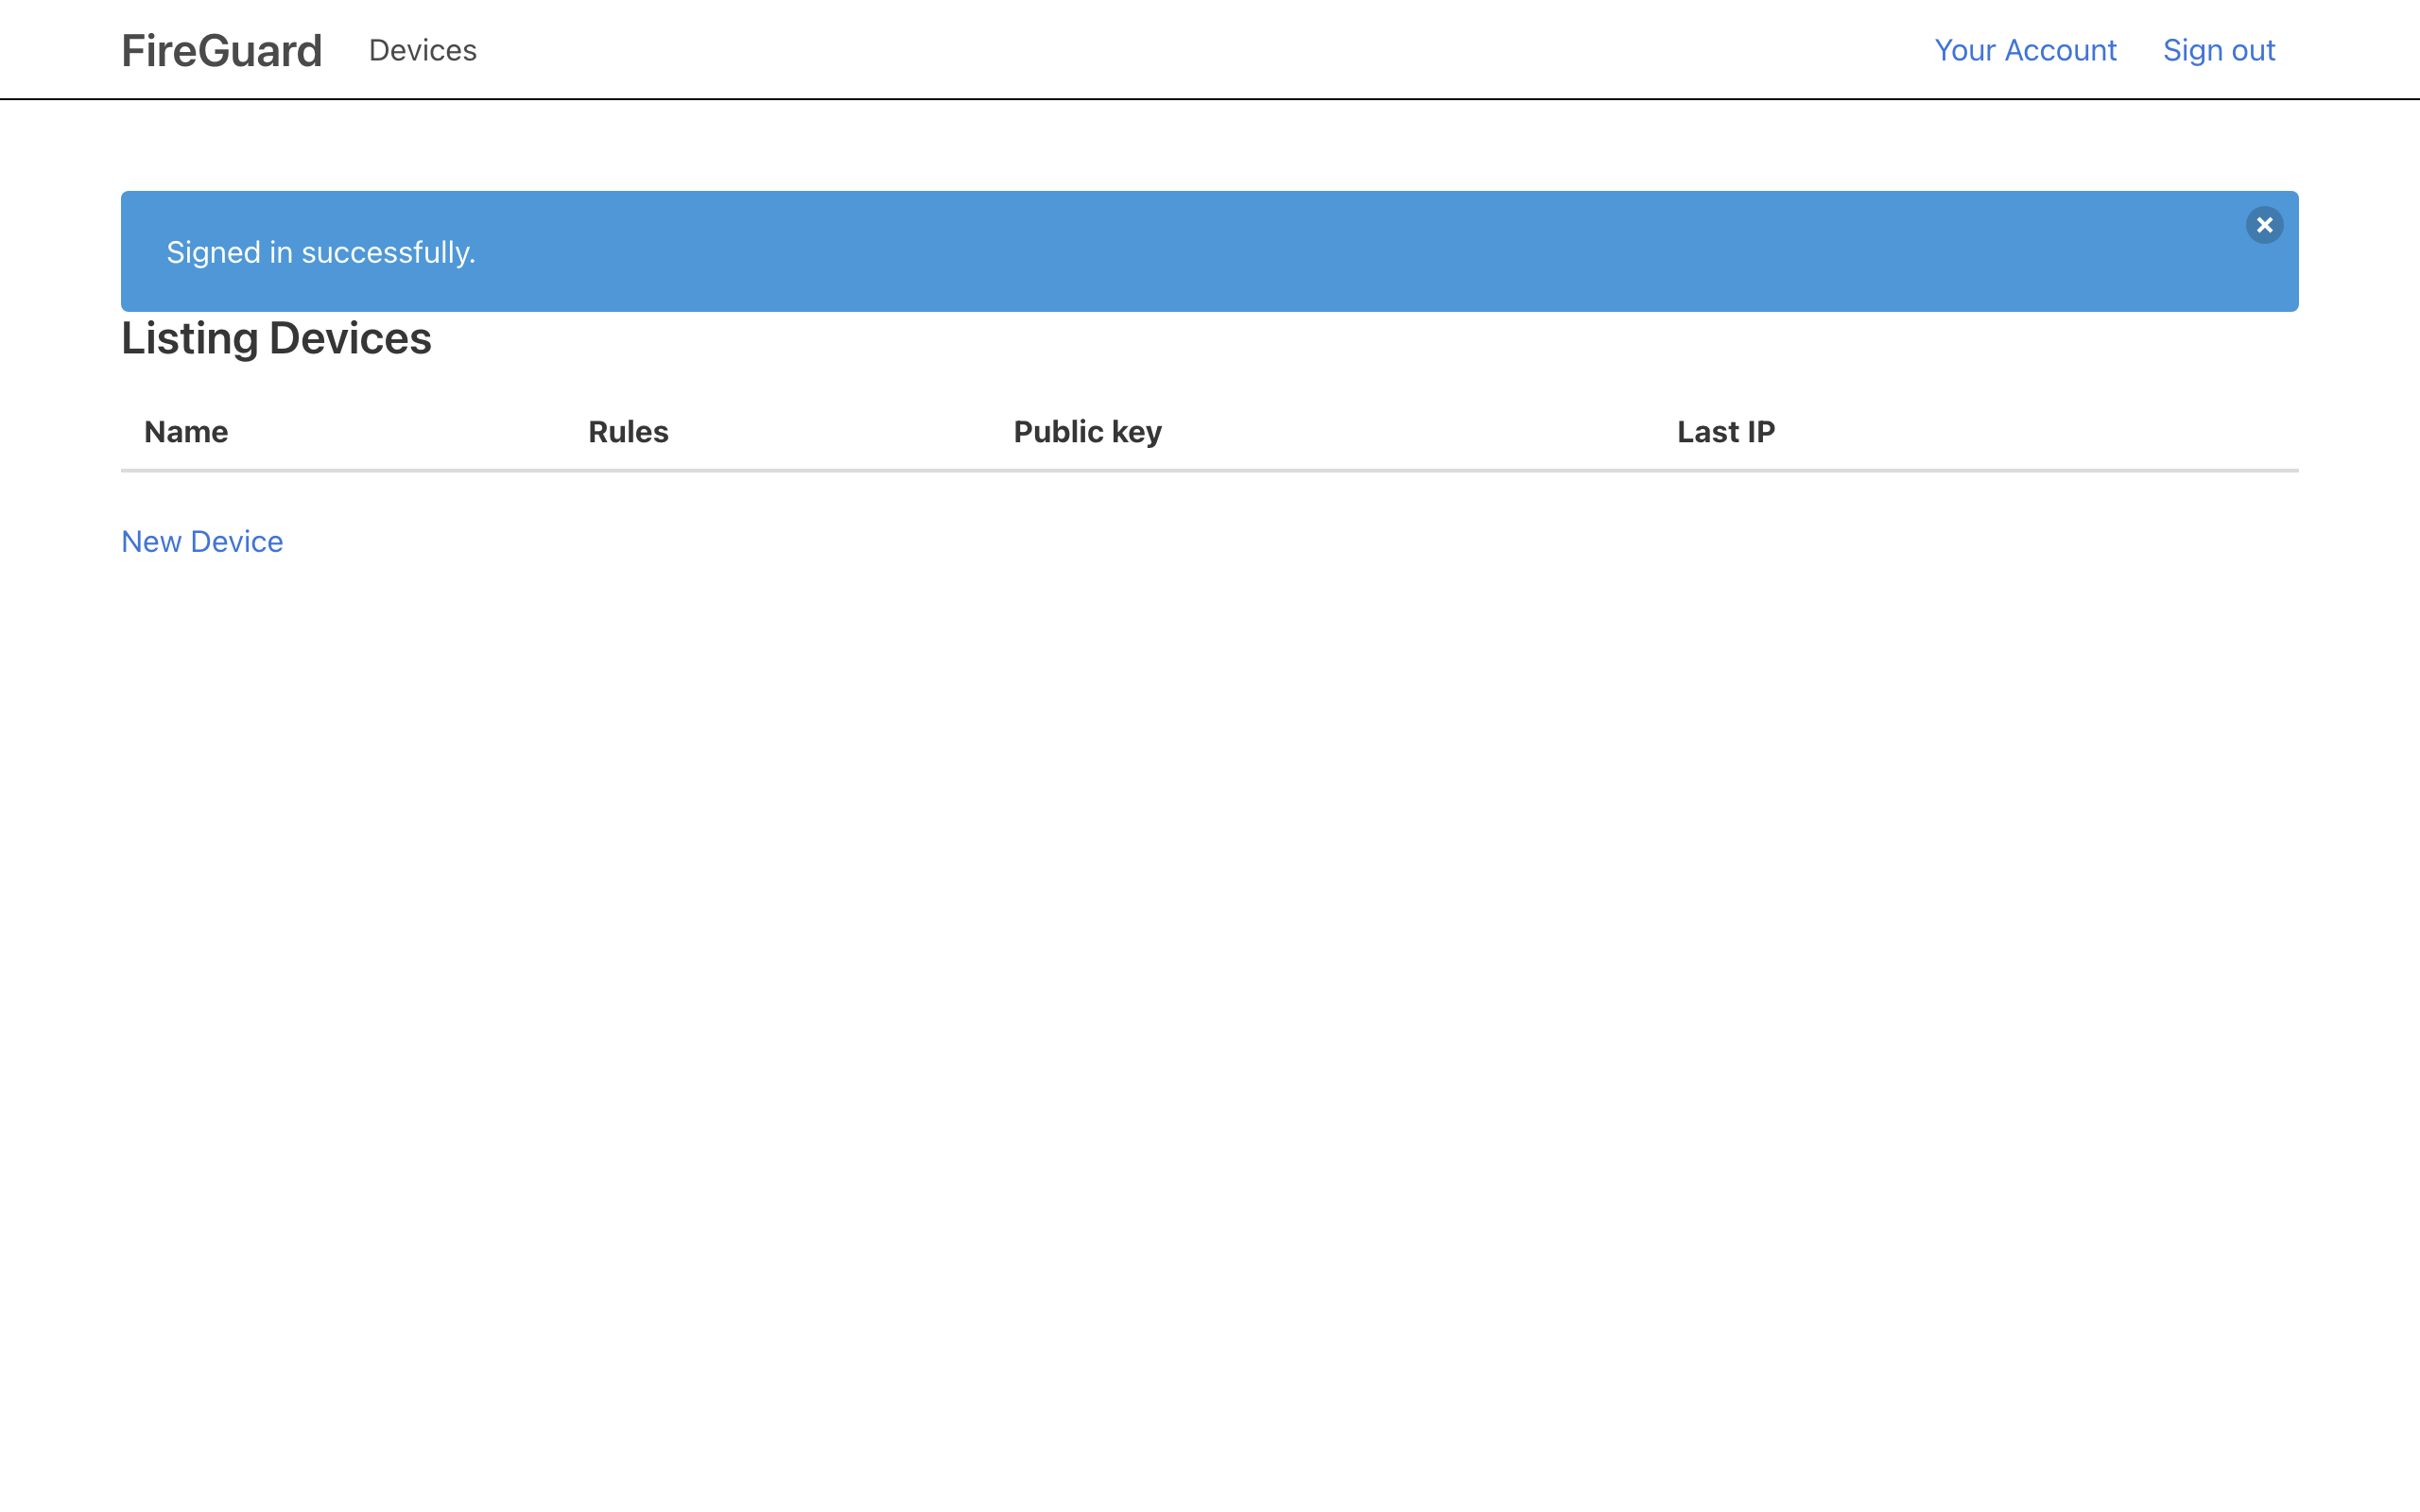 FireGuard Devices Your Account Sign out
Signed in successfully.
Listing Devices
Name Rules Public key Last IP
New Device